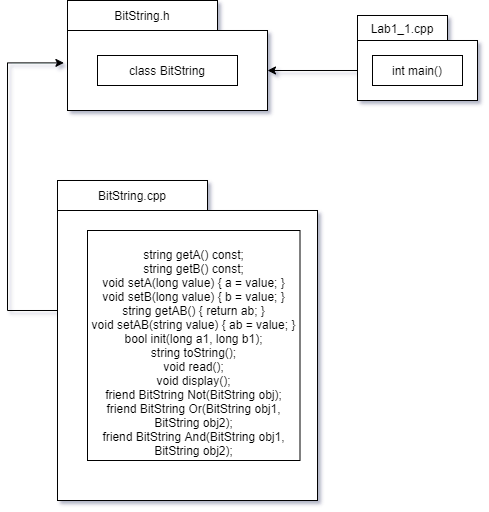 BitString.h
class BitString
Lab1_1.cpp
int main()
BitString.cpp
string getA() const;
string getB() const;
void setA(long value) { a = value; }
void setB(long value) { b = value; }
string getAB() { return ab; }
void setAB(string value) { ab = value; }
bool init(long a1, long b1);
string toString();
void read();
void display();
friend BitString Not(BitString obj);
friend BitString Or(BitString obj1,
BitString obj2);
friend BitString And(BitString obj1,
BitString obj2);